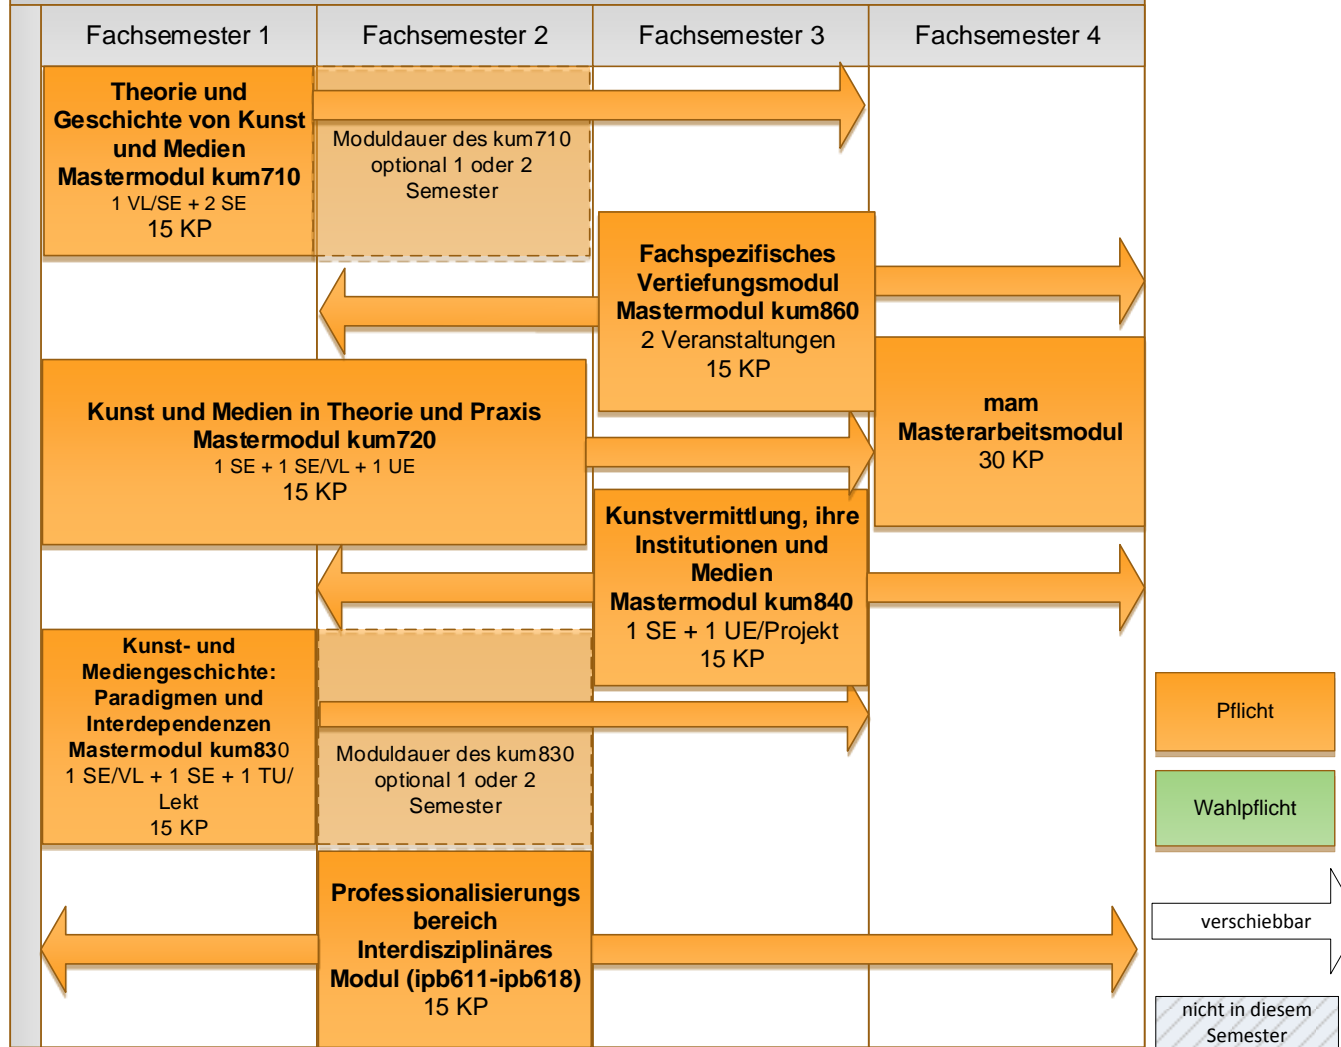 Fachsemester 1
Fachsemester 2
Fachsemester 3
Fachsemester 4
Theorie und
Geschichte von Kunst
und Medien
Mastermodul kum710
1 VL/SE + 2 SE
15 KP
Moduldauer des kum710
optional 1 oder 2
Semester
Fachspezifisches
Vertiefungsmodul
Mastermodul kum860
2 Veranstaltungen
15 KP
Kunst und Medien in Theorie und Praxis
Mastermodul kum720
1 SE + 1 SE/VL + 1 UE
15 KP
mam
Masterarbeitsmodul
30 KP
Kunstvermittlung, ihre
Institutionen und
Medien
Mastermodul kum840
1 SE + 1 UE/Projekt
15 KP
Kunst- und
Mediengeschichte:
Paradigmen und
Interdependenzen
Mastermodul kum830
1 SE/VL + 1 SE + 1 TU/
Lekt
15 KP
Moduldauer des kum830
optional 1 oder 2
Semester
Professionalisierungs
bereich
Interdisziplinäres
Modul (ipb611-ipb618)
15 KP
Pflicht
Wahlpflicht
verschiebbar
nicht in diesem
Semester